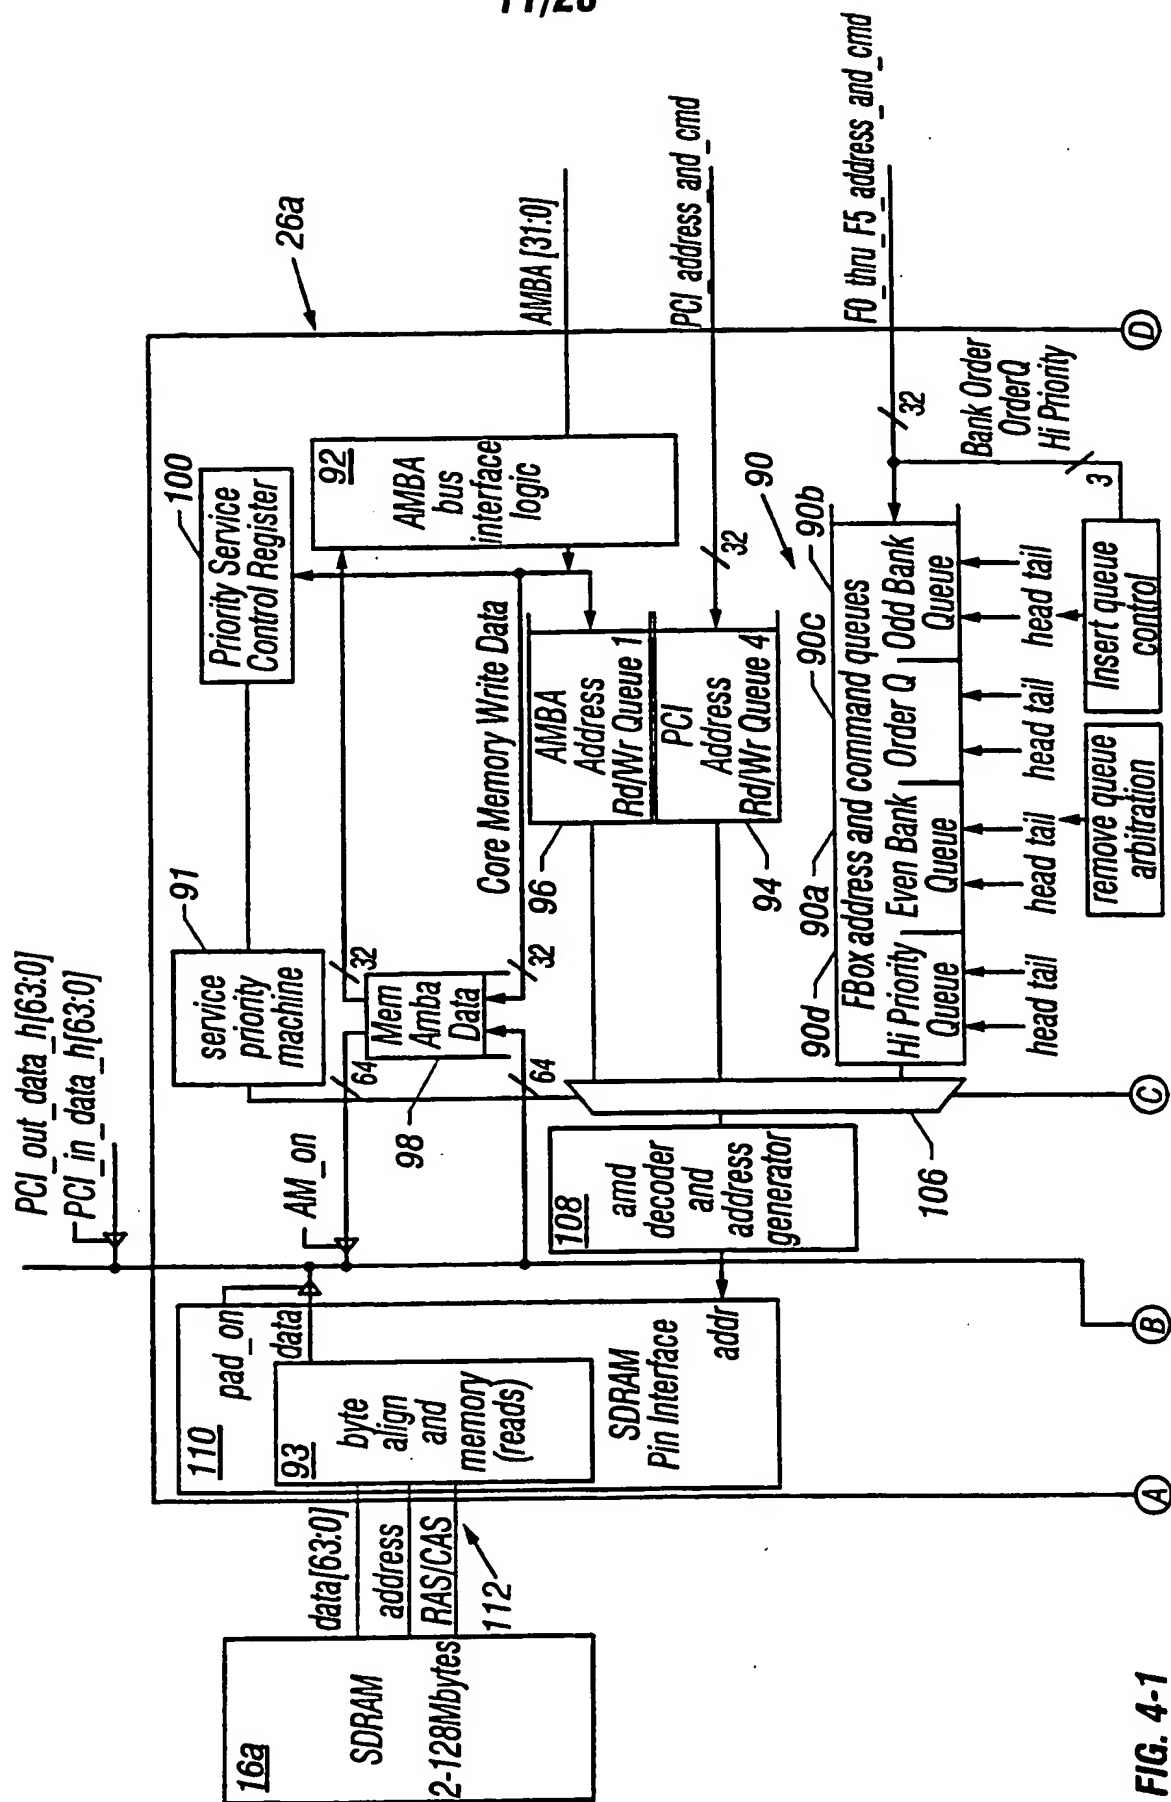 11/26
PCI_out_data_h[63:0]
PCI_in_data_h[63:0]
26a
100
Priority Service
Control Register
91
service
priority
machine
92
AMBA
bus
interface
logic
AMBA [31:0]
PCI_address_and_cmd
F0_thru_F5_address_and_cmd
AM_on
64
32
Mem
Amba
Data
98
64
32
Core Memory Write Data
96
AMBA
Address
Rd/Wr Queue 1
PCI
Address
Rd/Wr Queue 4
94
32
90
32
Bank Order
OrderQ
Hi Priority
3
90d
90a
90c
90b
FBox address and command queues
Hi Priority
Queue
Even Bank
Queue
Order Q
Odd Bank
Queue
head tail
head tail
head tail
head tail
remove queue
arbitration
Insert queue
control
106
108
amd
decoder
and
address
generator
110
pad_on
data
93
byte
align
and
memory
(reads)
SDRAM
Pin Interface
addr
data[63:0]
address
RAS/CAS
112
16a
SDRAM
2-128Mbytes
A
B
C
D
FIG. 4-1